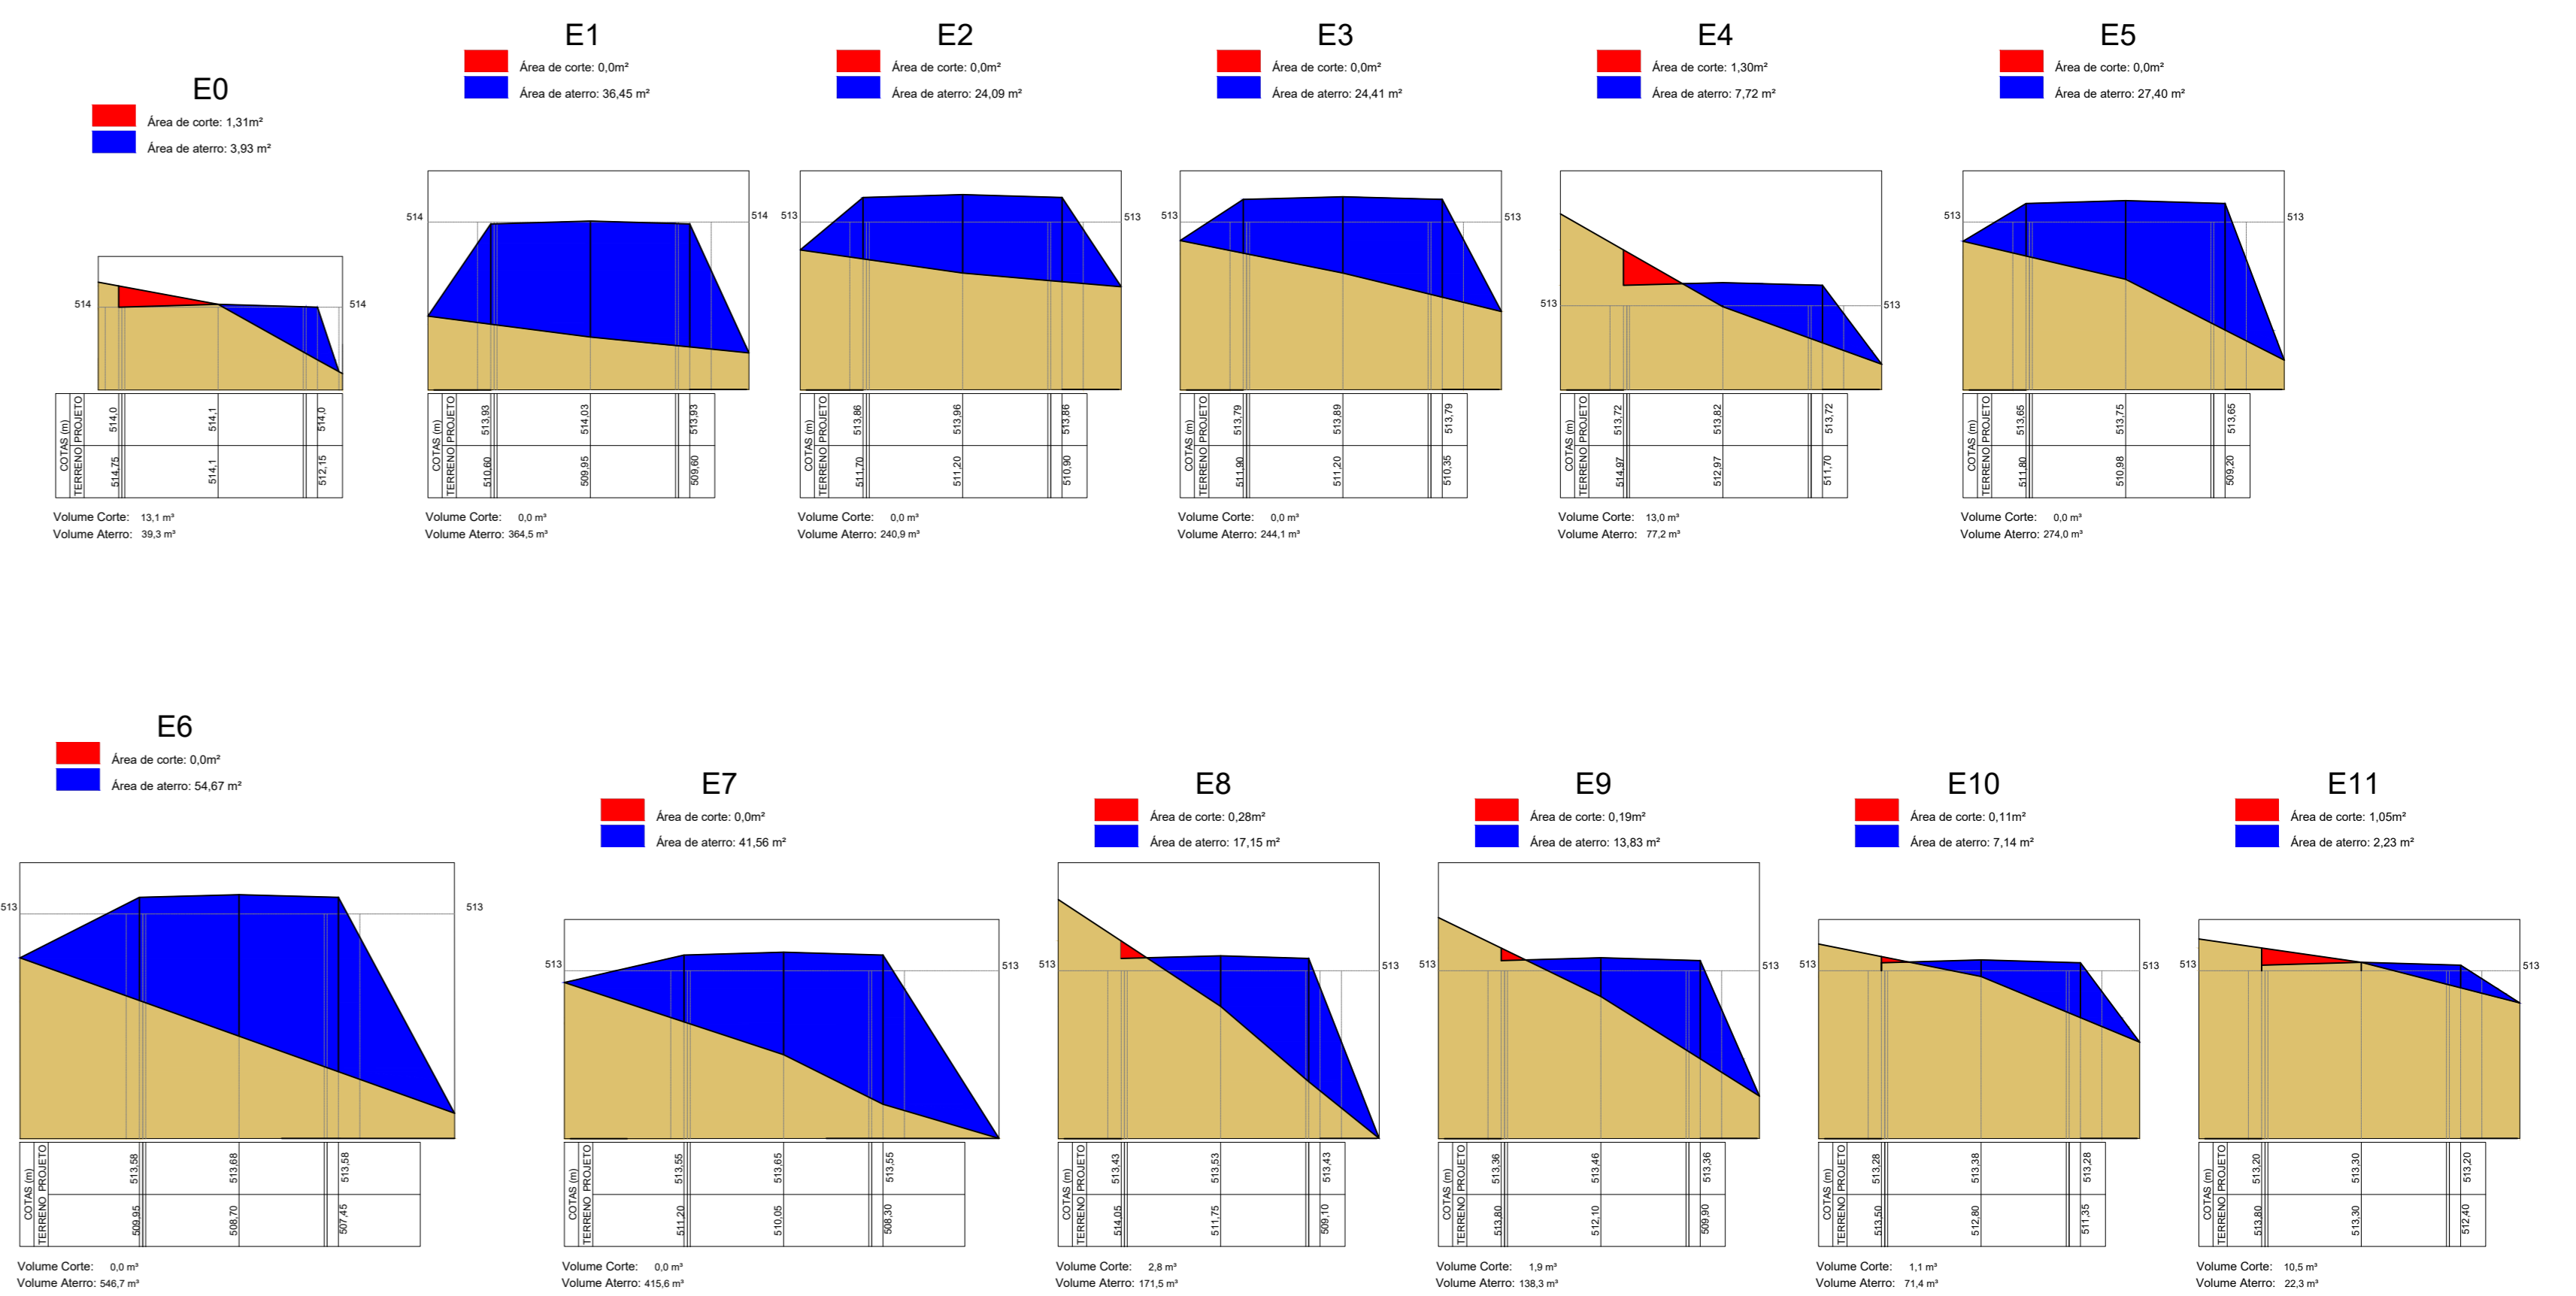 E0
Área de corte: 1,31m²
Área de aterro: 3,93 m²
514
514
COTAS (m)
PROJETO
514,0
514,1
514,0
TERRENO
514,75
514,1
512,15
Volume Corte: 13,1 m³
Volume Aterro: 39,3 m³
E1
Área de corte: 0,0m²
Área de aterro: 36,45 m²
514
514
COTAS (m)
PROJETO
513,93
514,03
513,93
TERRENO
510,60
509,95
509,60
Volume Corte: 0,0 m³
Volume Aterro: 364,5 m³
E2
Área de corte: 0,0m²
Área de aterro: 24,09 m²
513
513
COTAS (m)
PROJETO
513,86
513,96
513,86
TERRENO
511,70
511,20
510,90
Volume Corte: 0,0 m³
Volume Aterro: 240,9 m³
E3
Área de corte: 0,0m²
Área de aterro: 24,41 m²
513
513
COTAS (m)
PROJETO
513,79
513,89
513,79
TERRENO
511,90
511,20
510,35
Volume Corte: 0,0 m³
Volume Aterro: 244,1 m³
E4
Área de corte: 1,30m²
Área de aterro: 7,72 m²
513
513
COTAS (m)
PROJETO
513,72
513,82
513,72
TERRENO
514,97
512,97
511,70
Volume Corte: 13,0 m³
Volume Aterro: 77,2 m³
E5
Área de corte: 0,0m²
Área de aterro: 27,40 m²
513
513
COTAS (m)
PROJETO
513,65
513,75
513,65
TERRENO
511,80
510,98
509,20
Volume Corte: 0,0 m³
Volume Aterro: 274,0 m³
E6
Área de corte: 0,0m²
Área de aterro: 54,67 m²
513
513
COTAS (m)
PROJETO
513,58
513,68
513,58
TERRENO
509,95
508,70
507,45
Volume Corte: 0,0 m³
Volume Aterro: 546,7 m³
E7
Área de corte: 0,0m²
Área de aterro: 41,56 m²
513
513
COTAS (m)
PROJETO
513,55
513,65
513,55
TERRENO
511,20
510,05
508,30
Volume Corte: 0,0 m³
Volume Aterro: 415,6 m³
E8
Área de corte: 0,28m²
Área de aterro: 17,15 m²
513
513
COTAS (m)
PROJETO
513,43
513,53
513,43
TERRENO
514,05
511,75
509,10
Volume Corte: 2,8 m³
Volume Aterro: 171,5 m³
E9
Área de corte: 0,19m²
Área de aterro: 13,83 m²
513
513
COTAS (m)
PROJETO
513,36
513,46
513,36
TERRENO
513,80
512,10
509,90
Volume Corte: 1,9 m³
Volume Aterro: 138,3 m³
E10
Área de corte: 0,11m²
Área de aterro: 7,14 m²
513
513
COTAS (m)
PROJETO
513,28
513,38
513,28
TERRENO
513,50
512,80
511,35
Volume Corte: 1,1 m³
Volume Aterro: 71,4 m³
E11
Área de corte: 1,05m²
Área de aterro: 2,23 m²
513
513
COTAS (m)
PROJETO
513,20
513,30
513,20
TERRENO
513,80
513,30
512,40
Volume Corte: 10,5 m³
Volume Aterro: 22,3 m³